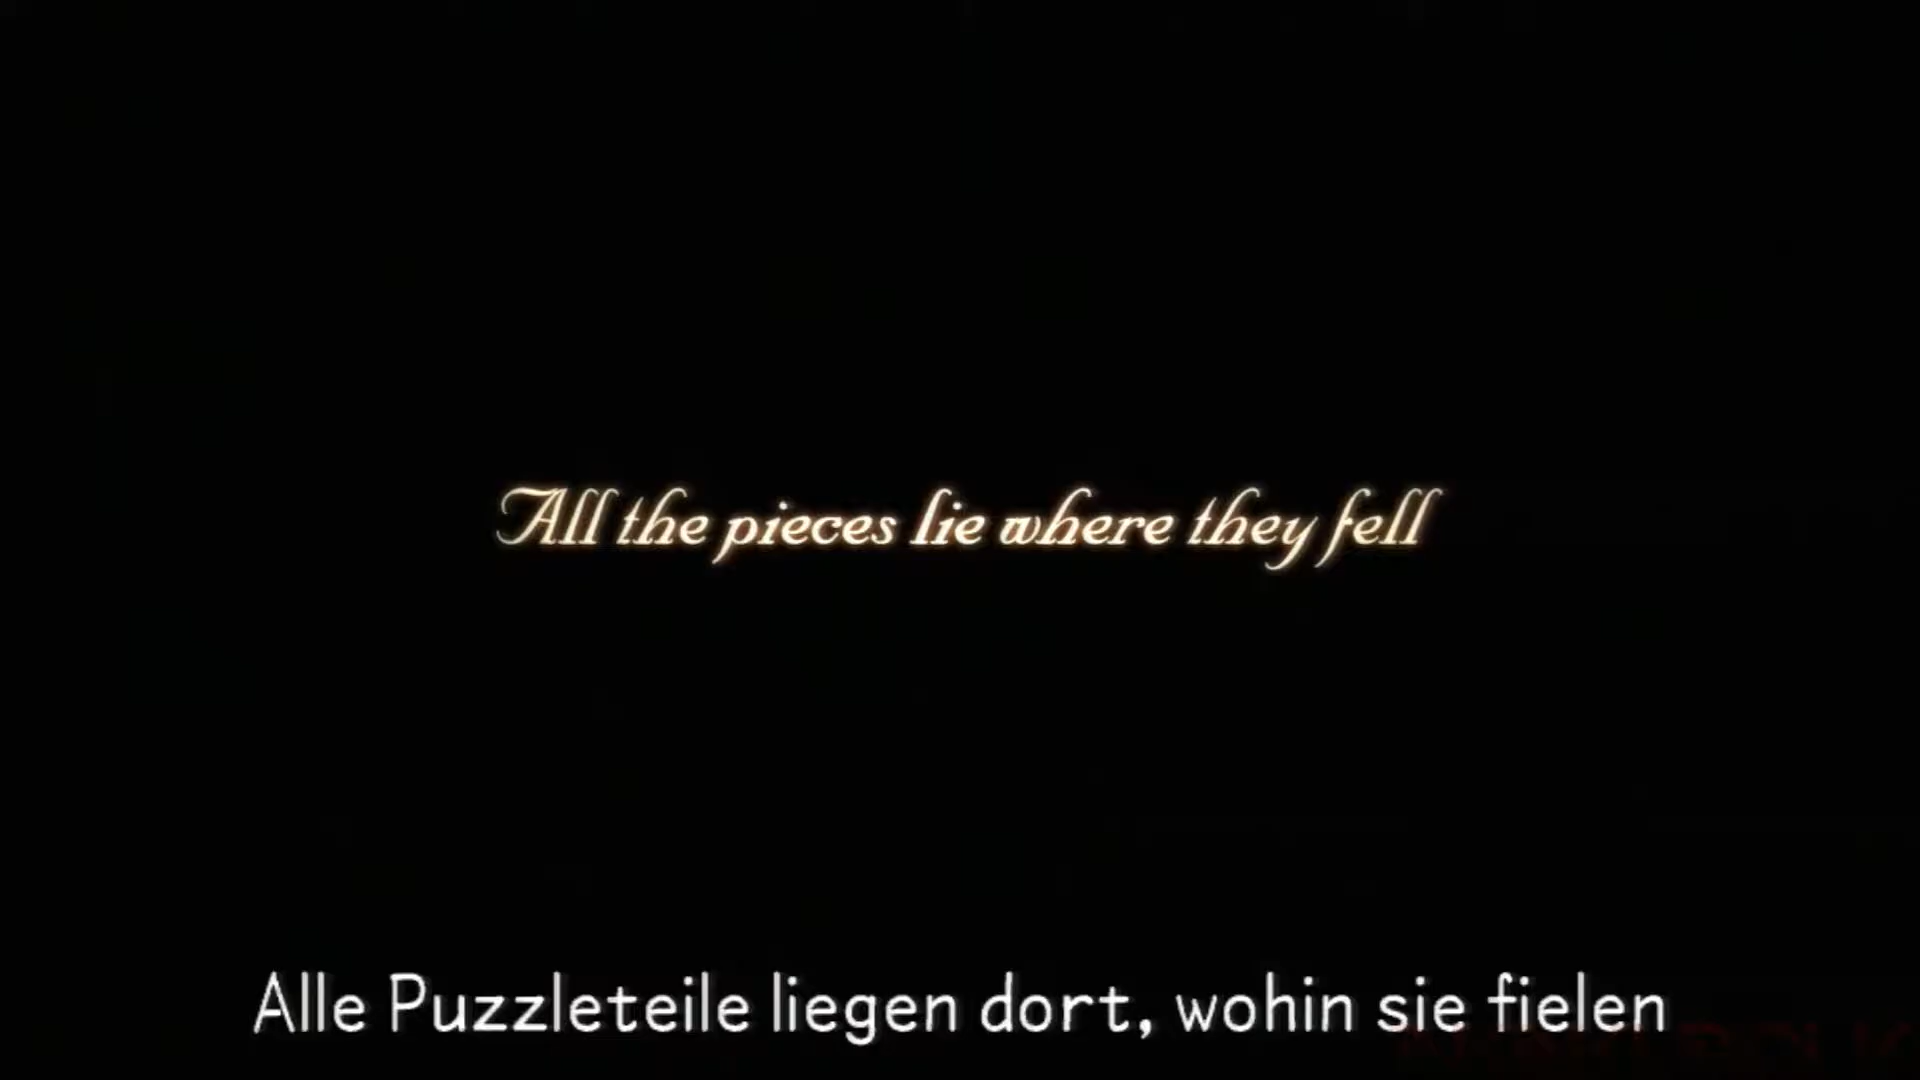 All the pieces lie where they fell
Alle Puzzleteile liegen dort, wohin sie fielen